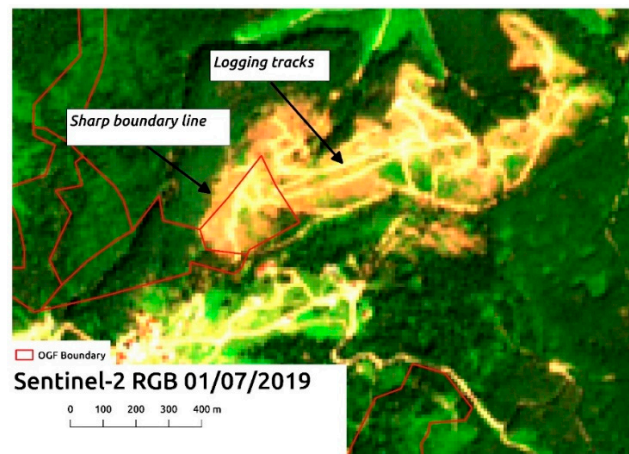 Logging tracks
Sharp boundary line
OGF Boundary
Sentinel-2 RGB 01/07/2019
0 100 200 300 400 m